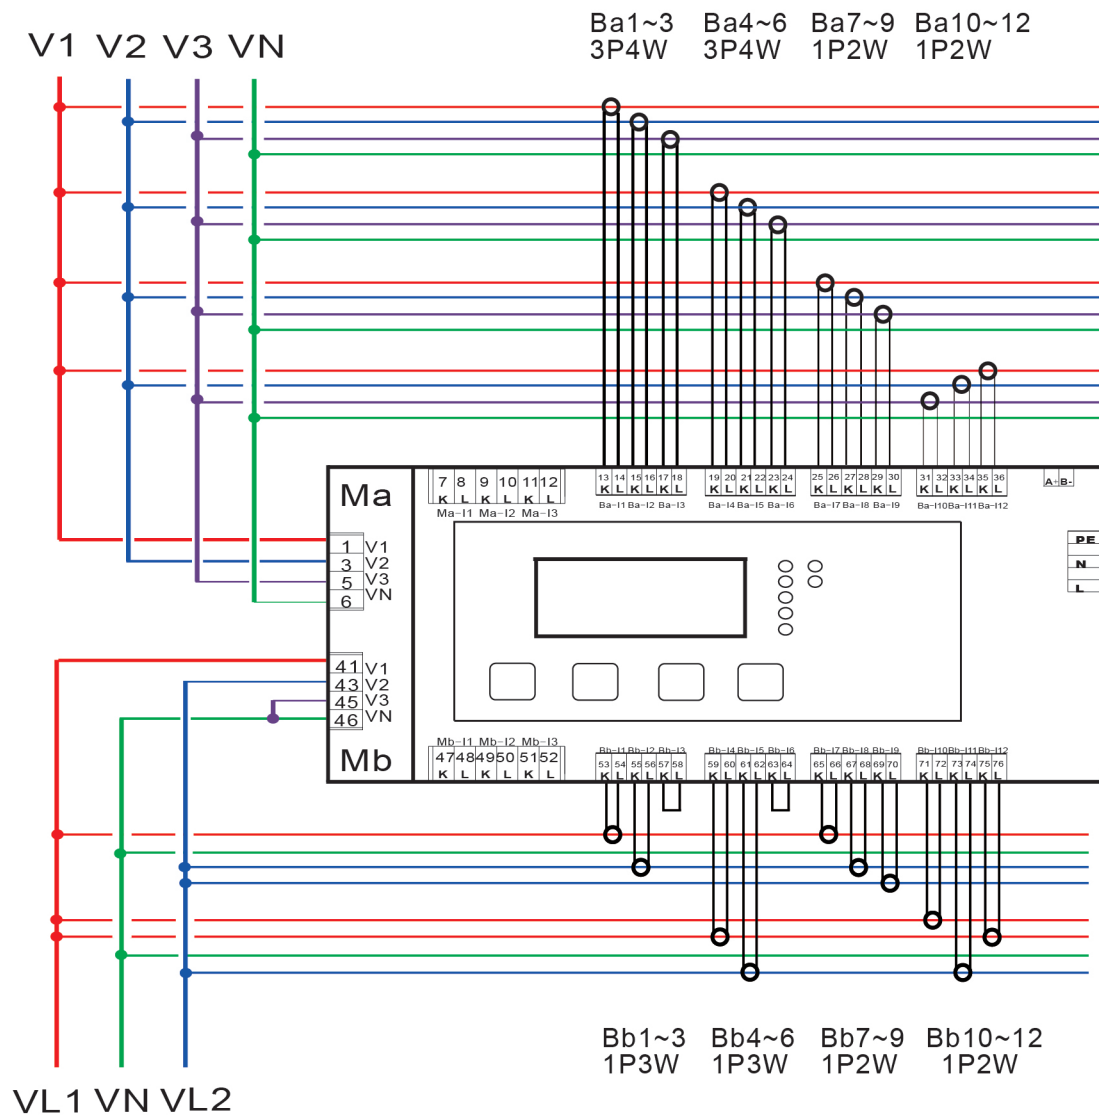 V1 V2 V3 VN
Ba1~3 Ba4~6 Ba7~9 Ba10~12
3P4W 3P4W 1P2W 1P2W
Ma
7 8 9 10 11 12
K L K L K L
Ma-I1 Ma-I2 Ma-I3
13 14 15 16 17 18
K L K L K L
Ba-I1 Ba-I2 Ba-I3
19 20 21 22 23 24
K L K L K L
Ba-I4 Ba-I5 Ba-I6
25 26 27 28 29 30
K L K L K L
Ba-I7 Ba-I8 Ba-I9
31 32 33 34 35 36
K L K L K L
Ba-I10 Ba-I11 Ba-I12
A+ B-
1 V1
3 V2
5 V3
6 VN
PE
N
L
41 V1
43 V2
45 V3
46 VN
Mb
Mb-I1 Mb-I2 Mb-I3
47 48 49 50 51 52
K L K L K L
Bb-I1 Bb-I2 Bb-I3
53 54 55 56 57 58
K L K L K L
Bb-I4 Bb-I5 Bb-I6
59 60 61 62 63 64
K L K L K L
Bb-I7 Bb-I8 Bb-I9
65 66 67 68 69 70
K L K L K L
Bb-I10 Bb-I11 Bb-I12
71 72 73 74 75 76
K L K L K L
Bb1~3 Bb4~6 Bb7~9 Bb10~12
1P3W 1P3W 1P2W 1P2W
VL1 VN VL2